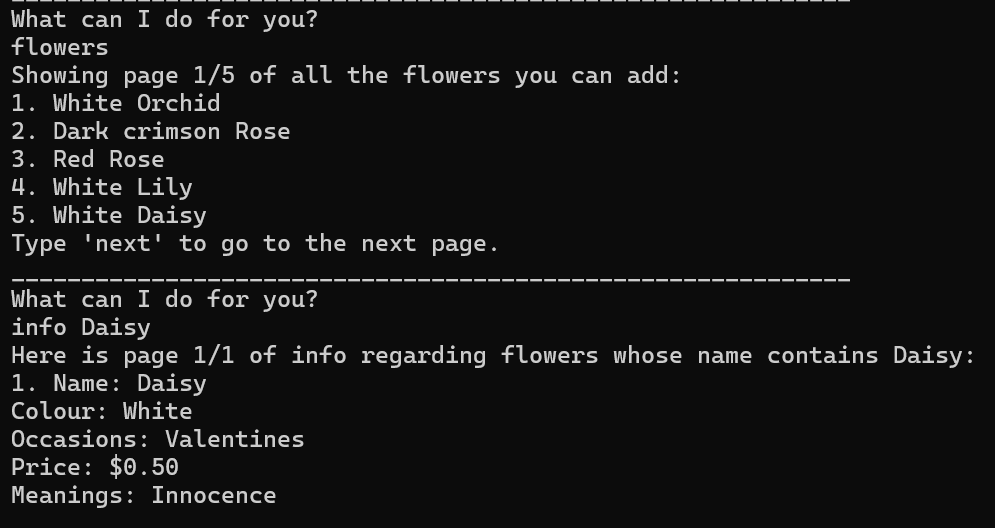 ____________________________________________________________
What can I do for you?
flowers
Showing page 1/5 of all the flowers you can add:
1. White Orchid
2. Dark crimson Rose
3. Red Rose
4. White Lily
5. White Daisy
Type 'next' to go to the next page.
____________________________________________________________
What can I do for you?
info Daisy
Here is page 1/1 of info regarding flowers whose name contains Daisy:
1. Name: Daisy
Colour: White
Occasions: Valentines
Price: $0.50
Meanings: Innocence